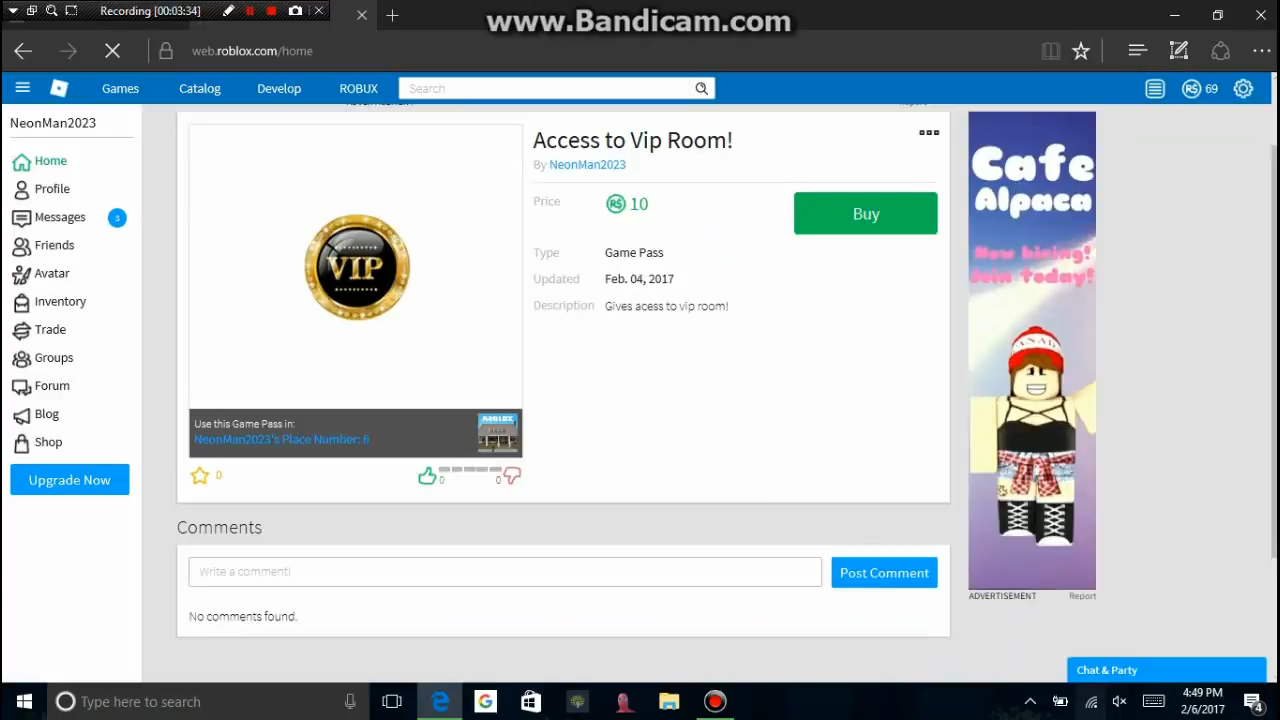 Recording [00:03:34]
www.Bandicam.com
web.roblox.com/home
Games
Catalog
Develop
ROBUX
Search
R$ 69
NeonMan2023
Home
Profile
Messages
Friends
Avatar
Inventory
Trade
Groups
Forum
Blog
Shop
Upgrade Now
VIP
Use this Game Pass in:
NeonMan2023's Place Number: 6
ROBLOX
0
0
0
Access to Vip Room!
By NeonMan2023
Price R$ 10
Buy
Type Game Pass
Updated Feb. 04, 2017
Description Gives acess to vip room!
Comments
Write a comment!
Post Comment
No comments found.
Cafe
Alpaca
Now hiring!
Join today!
ADVERTISEMENT Report
Chat & Party
Type here to search
4:49 PM
2/6/2017
4